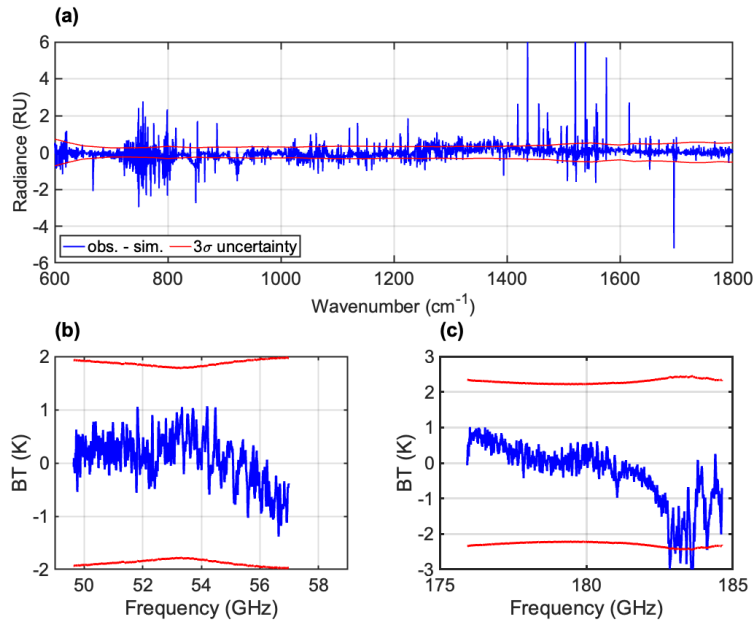 (a)
6
4
2
0
-2
-4
-6
Radiance (RU)
obs. - sim. 3σ uncertainty
600 800 1000 1200 1400 1600 1800
Wavenumber (cm-1)
(b)
2
1
0
-1
-2
BT (K)
50 52 54 56 58
Frequency (GHz)
(c)
3
2
1
0
-1
-2
-3
BT (K)
175 180 185
Frequency (GHz)